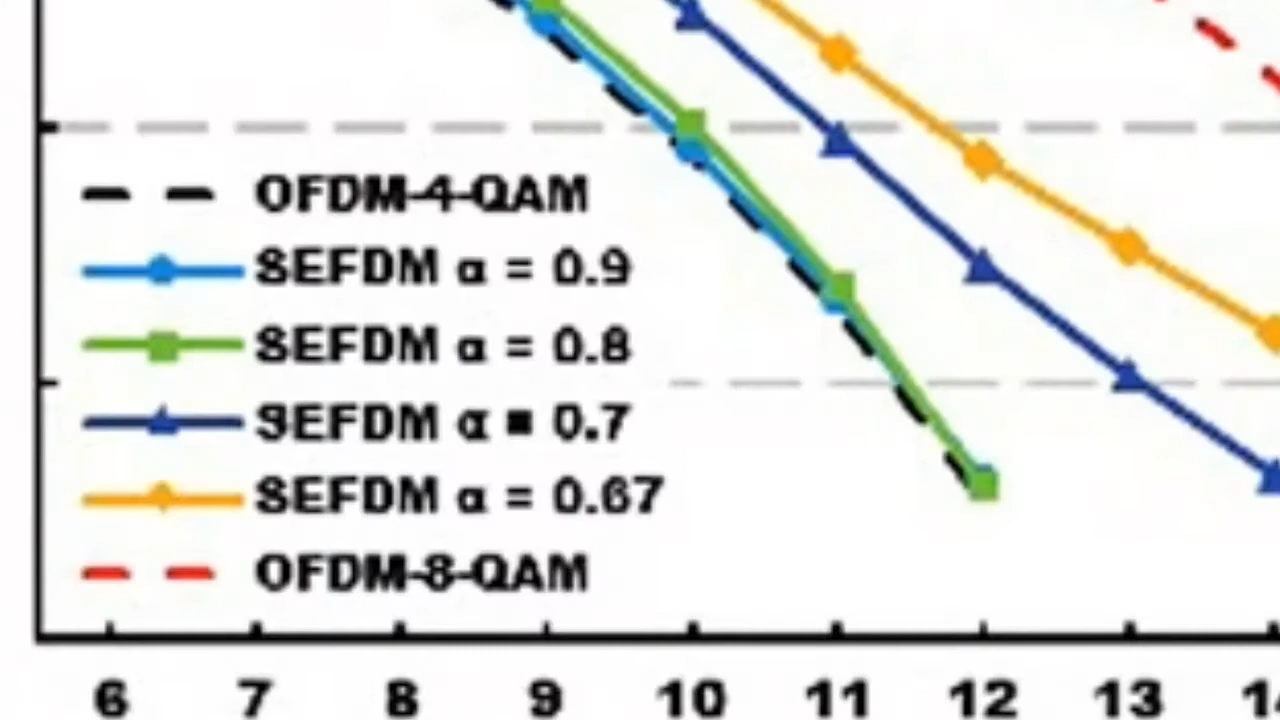 OFDM-4-QAM
SEFDM α = 0.9
SEFDM α = 0.8
SEFDM α = 0.7
SEFDM α = 0.67
OFDM-8-QAM
6 7 8 9 10 11 12 13